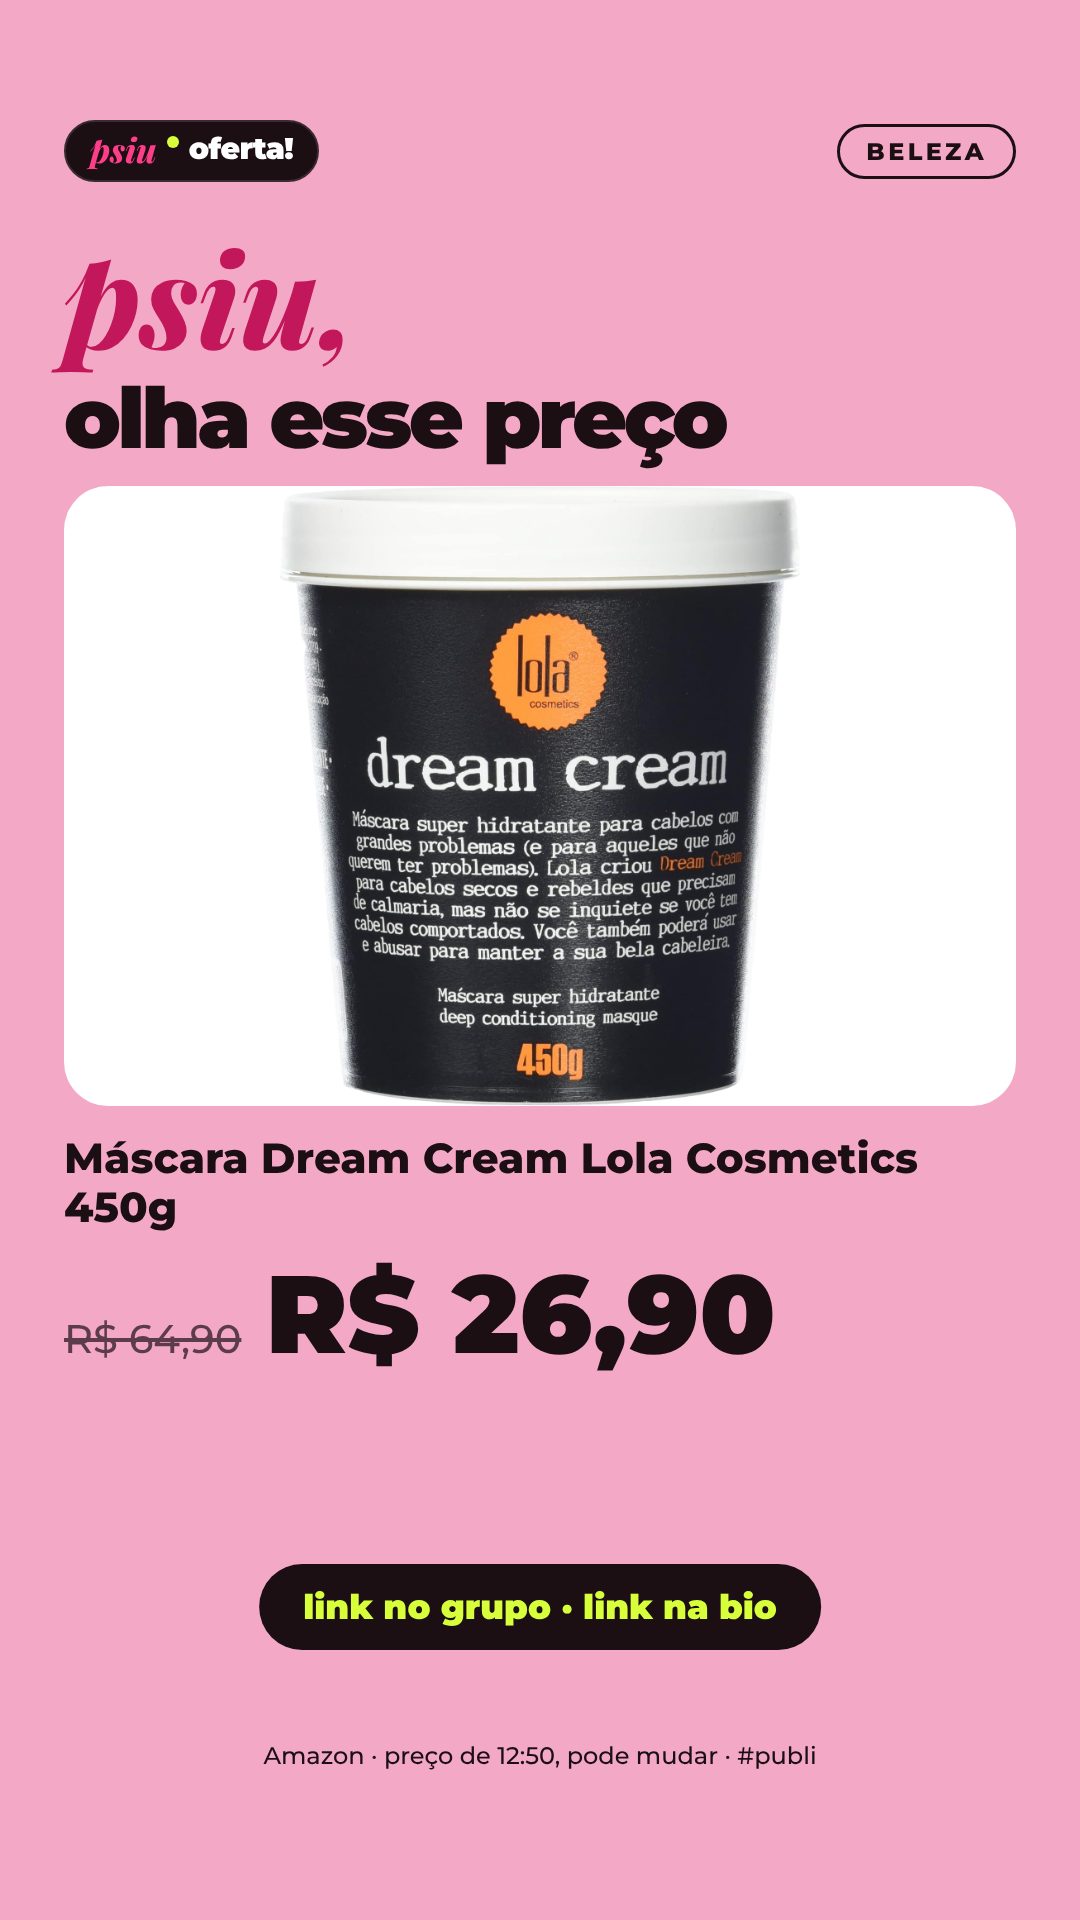 psiu oferta!
BELEZA
psiu,
olha esse preço
lola®
cosmetics
dream cream
Máscara super hidratante para cabelos com
grandes problemas (e para aqueles que não
querem ter problemas). Lola criou Dream Cream
para cabelos secos e rebeldes que precisam
de calmaria, mas não se inquiete se você tem
cabelos comportados. Você também poderá usar
e abusar para manter a sua bela cabeleira.
Máscara super hidratante
deep conditioning masque
450g
Máscara Dream Cream Lola Cosmetics
450g
R$ 64,90 R$ 26,90
link no grupo · link na bio
Amazon · preço de 12:50, pode mudar · #publi